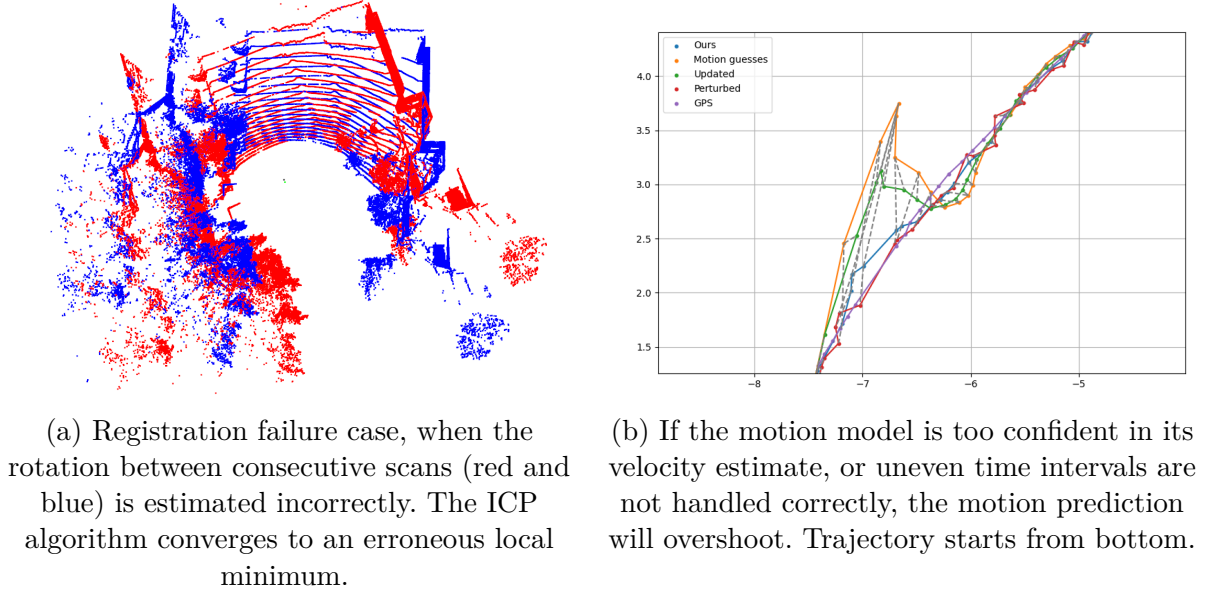 Ours
Motion guesses
Updated
Perturbed
GPS
4.0
3.5
3.0
2.5
2.0
1.5
−8
−7
−6
−5
(a) Registration failure case, when the
rotation between consecutive scans (red and
blue) is estimated incorrectly. The ICP
algorithm converges to an erroneous local
minimum.
(b) If the motion model is too confident in its
velocity estimate, or uneven time intervals are
not handled correctly, the motion prediction
will overshoot. Trajectory starts from bottom.